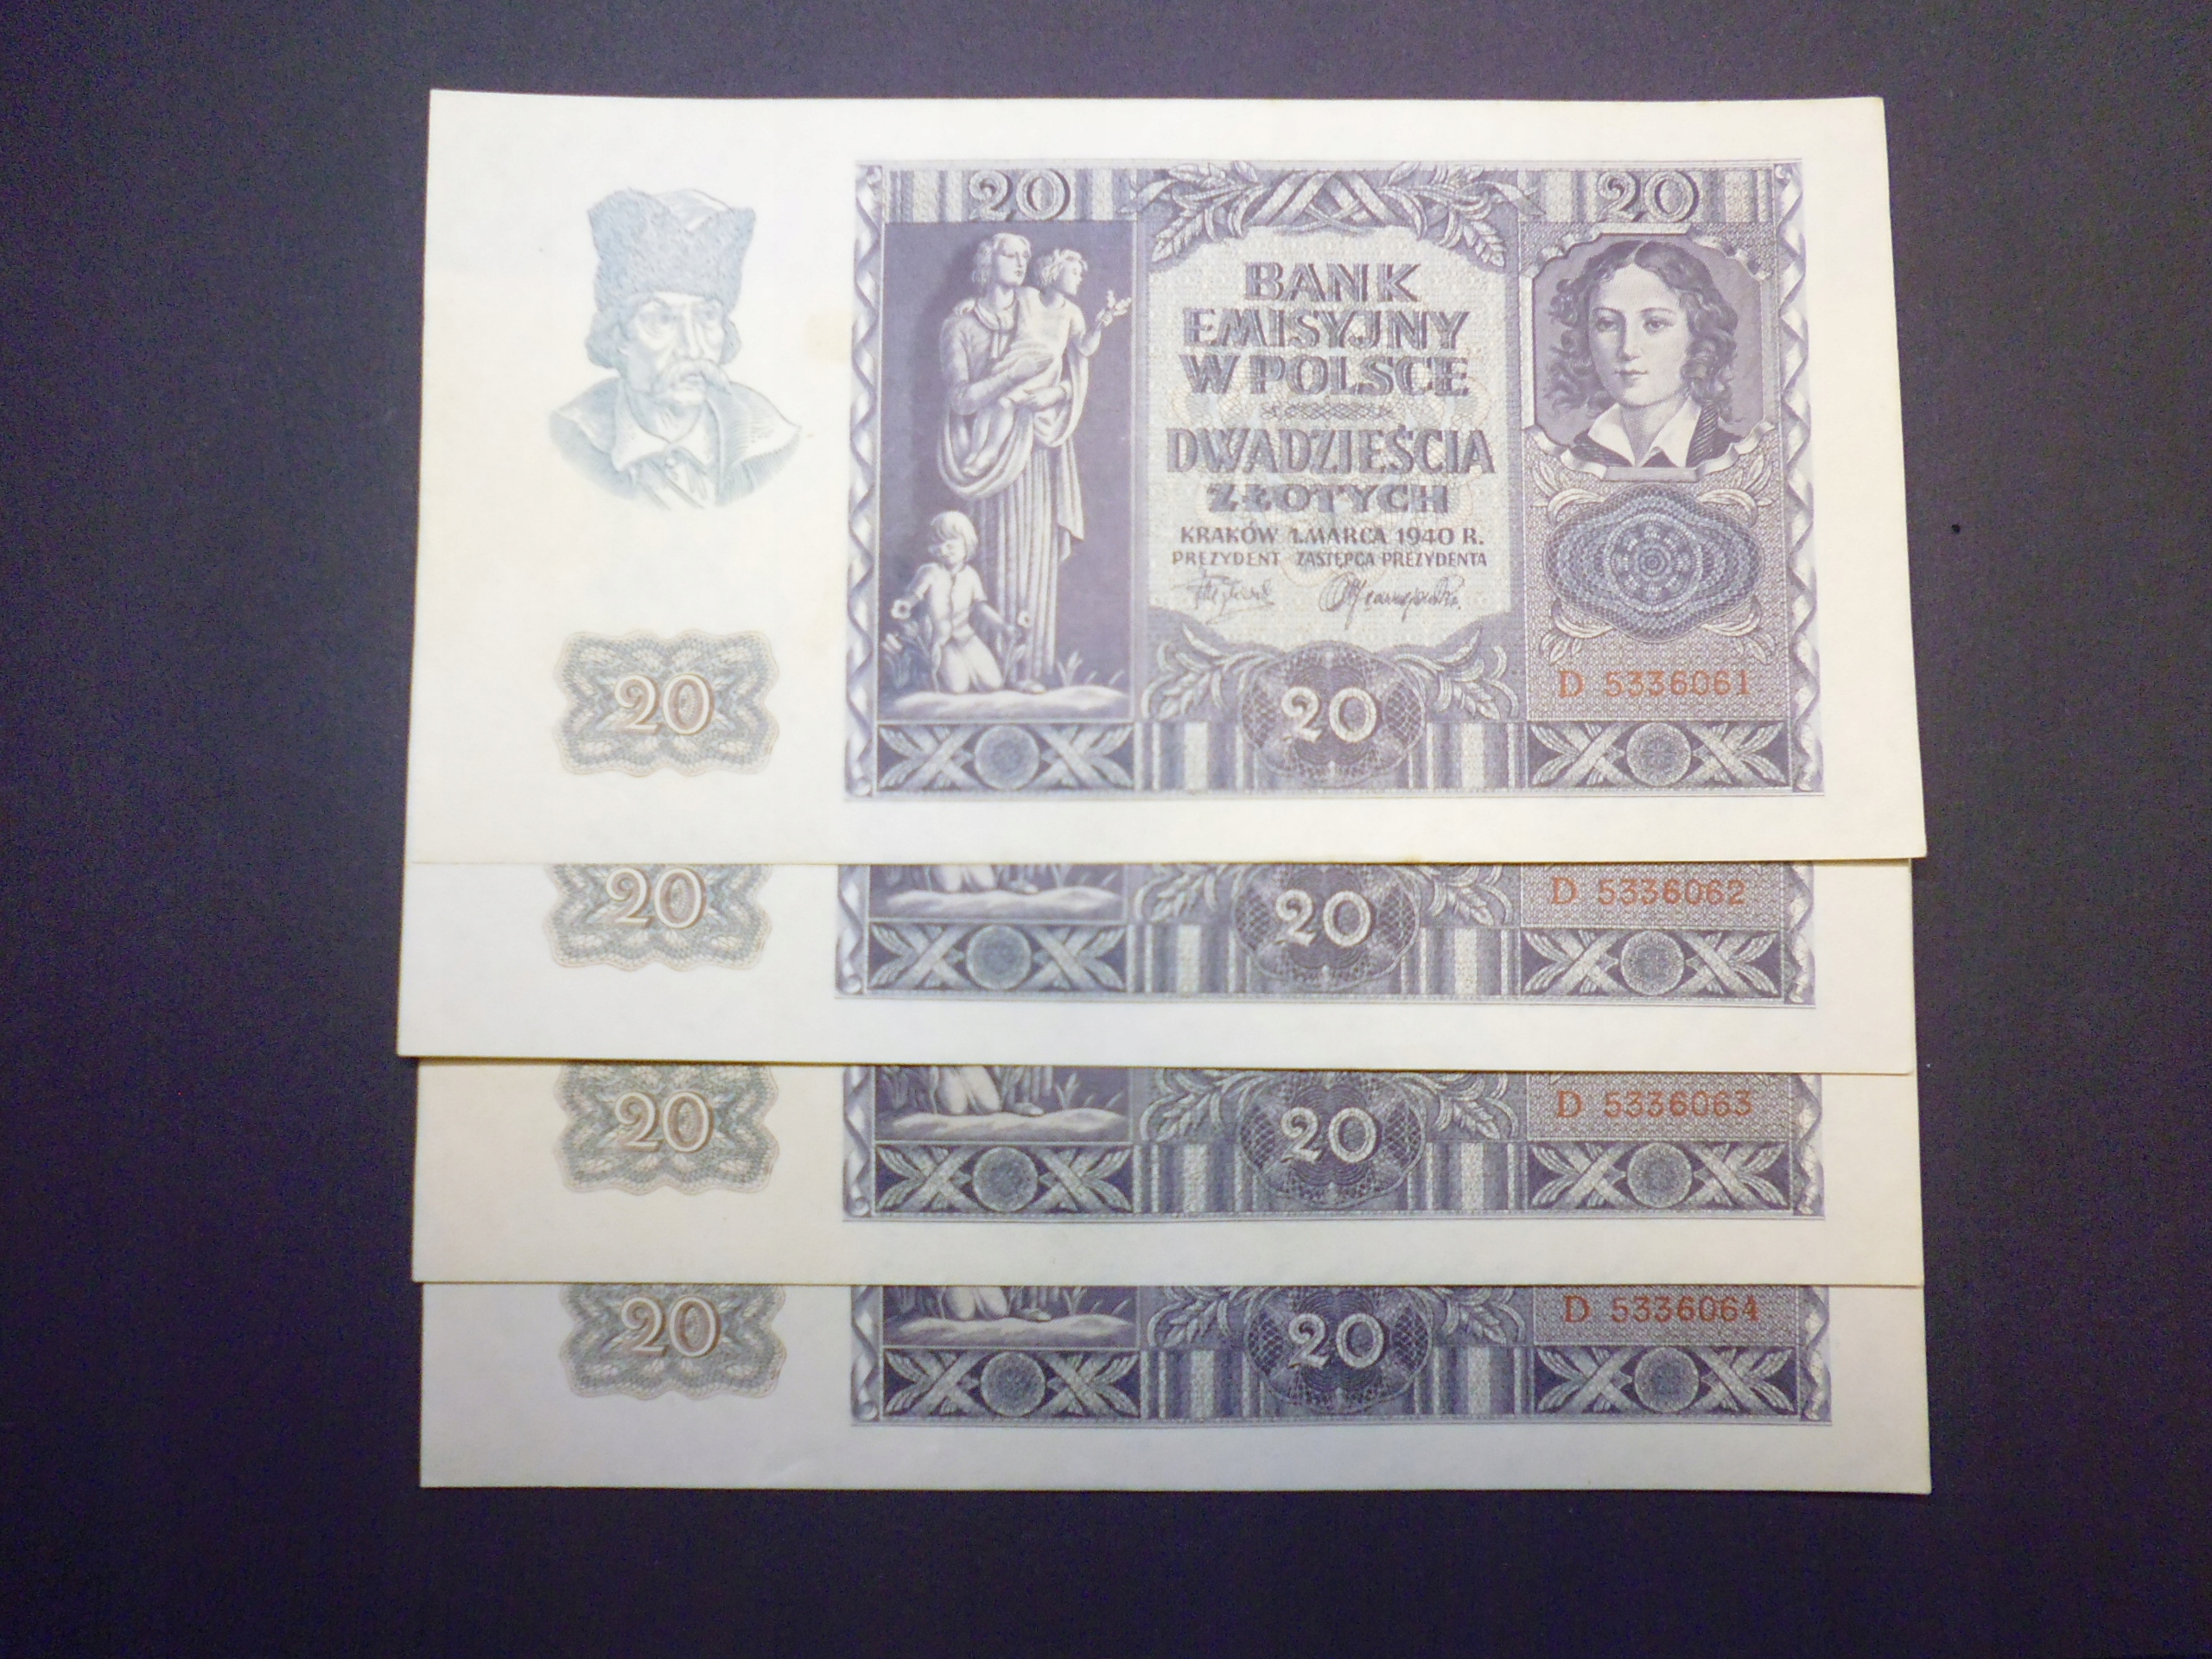 20 20
BANK
EMISYJNY
W POLSCE
DWADZIEŚCIA
ZŁOTYCH
KRAKÓW 1. MARCA 1940 R.
PREZYDENT ZASTĘPCA PREZYDENTA
D 5336061
20 20
D 5336062
20 20
D 5336063
20 20
D 5336064
20 20